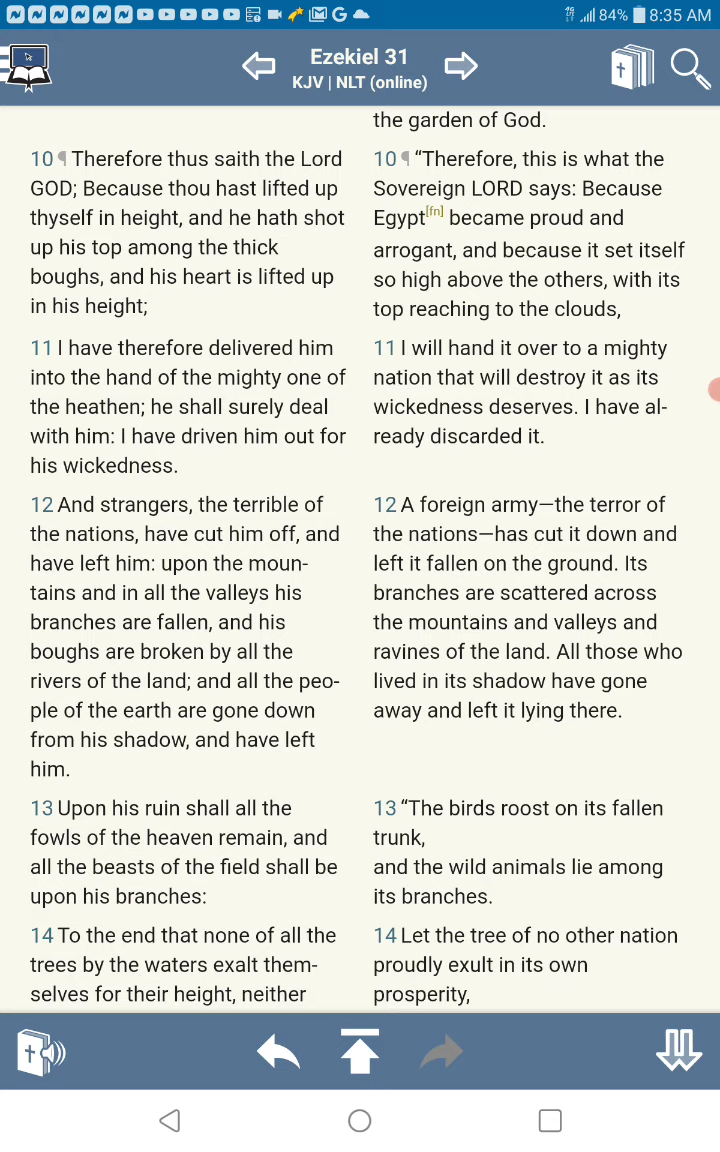 84% 8:35 AM
Ezekiel 31
KJV | NLT (online)
the garden of God.
10 ¶ Therefore thus saith the Lord
GOD; Because thou hast lifted up
thyself in height, and he hath shot
up his top among the thick
boughs, and his heart is lifted up
in his height;
11 I have therefore delivered him
into the hand of the mighty one of
the heathen; he shall surely deal
with him: I have driven him out for
his wickedness.
12 And strangers, the terrible of
the nations, have cut him off, and
have left him: upon the moun-
tains and in all the valleys his
branches are fallen, and his
boughs are broken by all the
rivers of the land; and all the peo-
ple of the earth are gone down
from his shadow, and have left
him.
13 Upon his ruin shall all the
fowls of the heaven remain, and
all the beasts of the field shall be
upon his branches:
14 To the end that none of all the
trees by the waters exalt them-
selves for their height, neither
10 ¶ “Therefore, this is what the
Sovereign LORD says: Because
Egypt[fn] became proud and
arrogant, and because it set itself
so high above the others, with its
top reaching to the clouds,
11 I will hand it over to a mighty
nation that will destroy it as its
wickedness deserves. I have al-
ready discarded it.
12 A foreign army—the terror of
the nations—has cut it down and
left it fallen on the ground. Its
branches are scattered across
the mountains and valleys and
ravines of the land. All those who
lived in its shadow have gone
away and left it lying there.
13 “The birds roost on its fallen
trunk,
and the wild animals lie among
its branches.
14 Let the tree of no other nation
proudly exult in its own
prosperity,